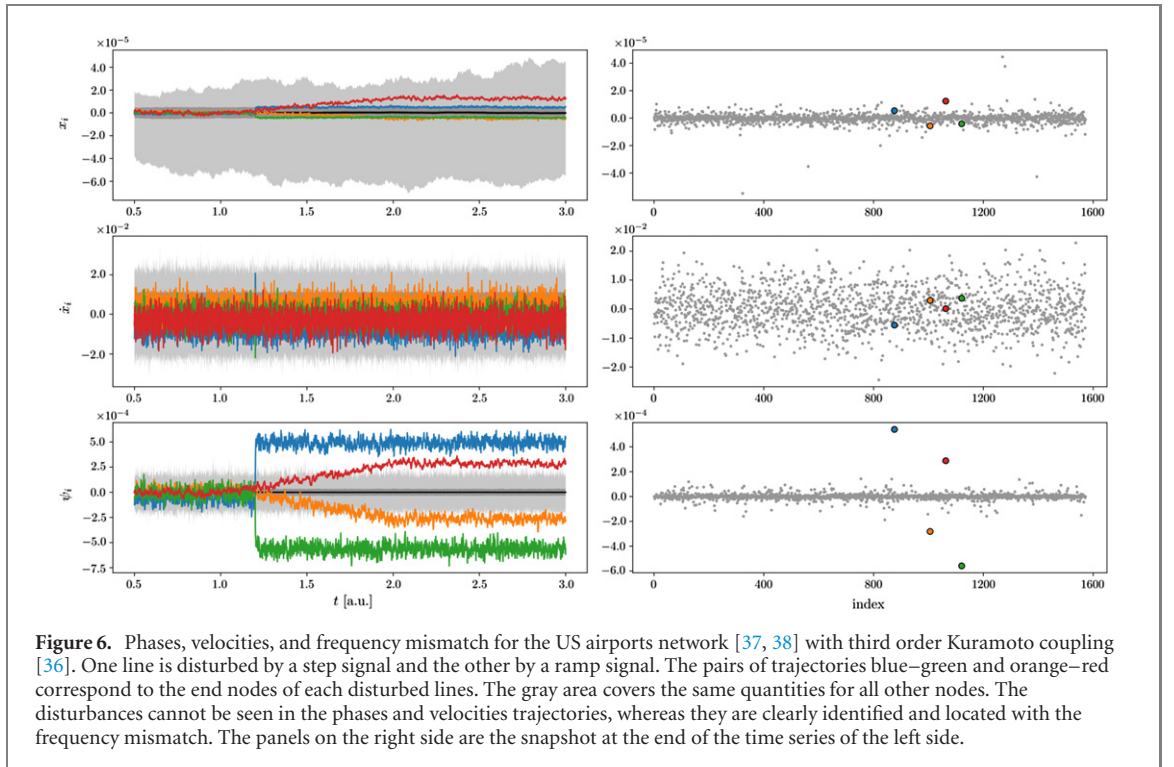 ×10⁻⁵
4.0
2.0
0.0
−2.0
−4.0
−6.0
xᵢ
0.5 1.0 1.5 2.0 2.5 3.0
×10⁻⁵
4.0
2.0
0.0
−2.0
−4.0
0 400 800 1200 1600
×10⁻²
2.0
0.0
−2.0
ẋᵢ
0.5 1.0 1.5 2.0 2.5 3.0
×10⁻²
2.0
1.0
0.0
−1.0
−2.0
0 400 800 1200 1600
×10⁻⁴
5.0
2.5
0.0
−2.5
−5.0
−7.5
ψᵢ
0.5 1.0 1.5 2.0 2.5 3.0
t [a.u.]
×10⁻⁴
4.0
2.0
0.0
−2.0
−4.0
−6.0
0 400 800 1200 1600
index
Figure 6. Phases, velocities, and frequency mismatch for the US airports network [37, 38] with third order Kuramoto coupling
[36]. One line is disturbed by a step signal and the other by a ramp signal. The pairs of trajectories blue–green and orange–red
correspond to the end nodes of each disturbed lines. The gray area covers the same quantities for all other nodes. The
disturbances cannot be seen in the phases and velocities trajectories, whereas they are clearly identified and located with the
frequency mismatch. The panels on the right side are the snapshot at the end of the time series of the left side.